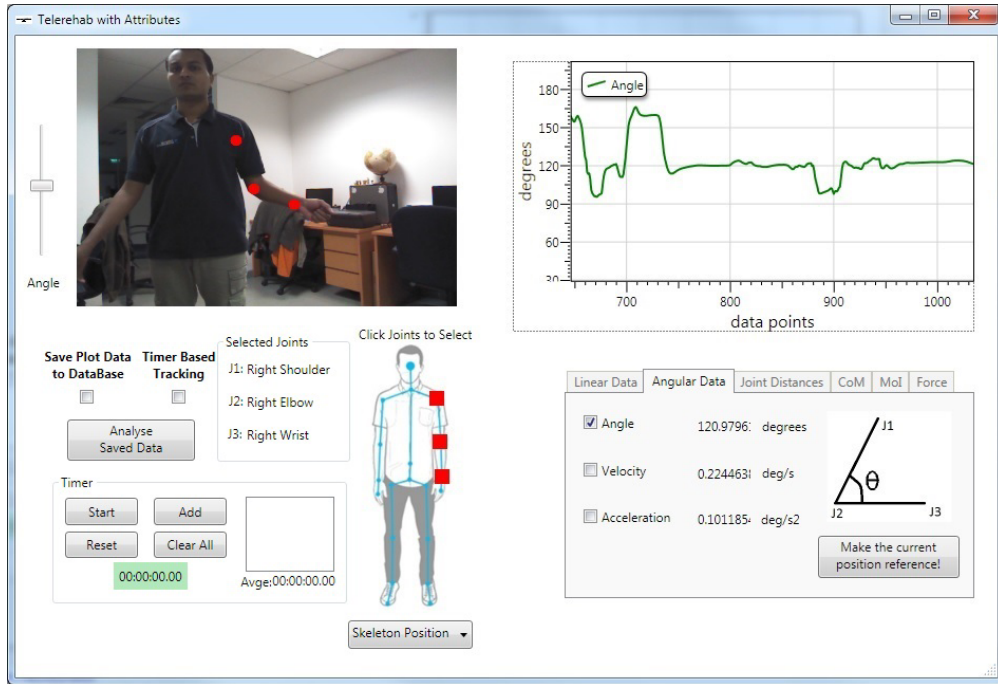 Telerehab with Attributes
Angle
Save Plot Data
to DataBase
Timer Based
Tracking
Analyse
Saved Data
Selected Joints
J1: Right Shoulder
J2: Right Elbow
J3: Right Wrist
Click Joints to Select
Timer
Start
Add
Reset
Clear All
00:00:00.00
Avge:00:00:00.00
Skeleton Position
Angle
degrees
180
150
120
90
60
30
700
800
900
1000
data points
Linear Data
Angular Data
Joint Distances
CoM
MoI
Force
Angle 120.9796 degrees
Velocity 0.224463 deg/s
Acceleration 0.101185 deg/s2
J1
θ
J2
J3
Make the current
position reference!